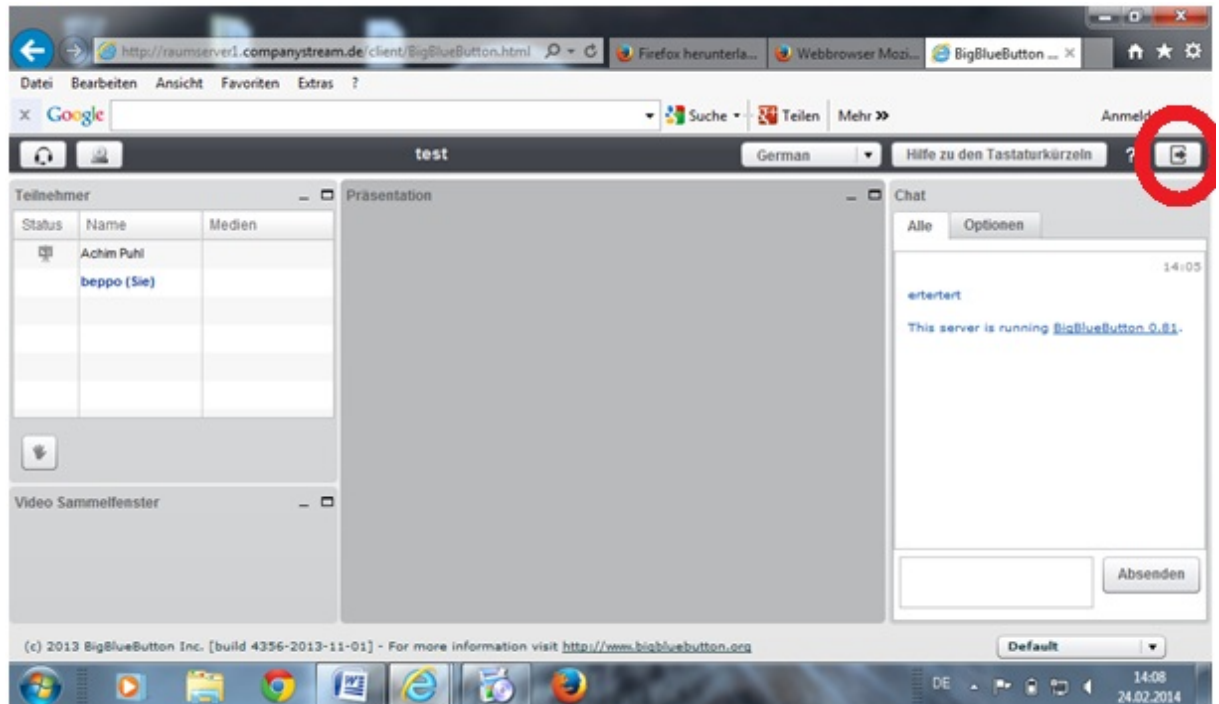 http://raumserver1.companystream.de/client/BigBlueButton.html
Firefox herunterla...
Webbrowser Mozi...
BigBlueButton ...
Datei Bearbeiten Ansicht Favoriten Extras ?
x Google
Suche
Teilen
Mehr »
test
German
Hilfe zu den Tastaturkürzeln
?
Teilnehmer
Status Name Medien
Achim Puhl
beppo (Sie)
Video Sammelfenster
Präsentation
Chat
Alle Optionen
14:05
ertertert
This server is running BigBlueButton 0.81.
Absenden
(c) 2013 BigBlueButton Inc. [build 4356-2013-11-01] - For more information visit http://www.bigbluebutton.org
Default
DE
14:08
24.02.2014